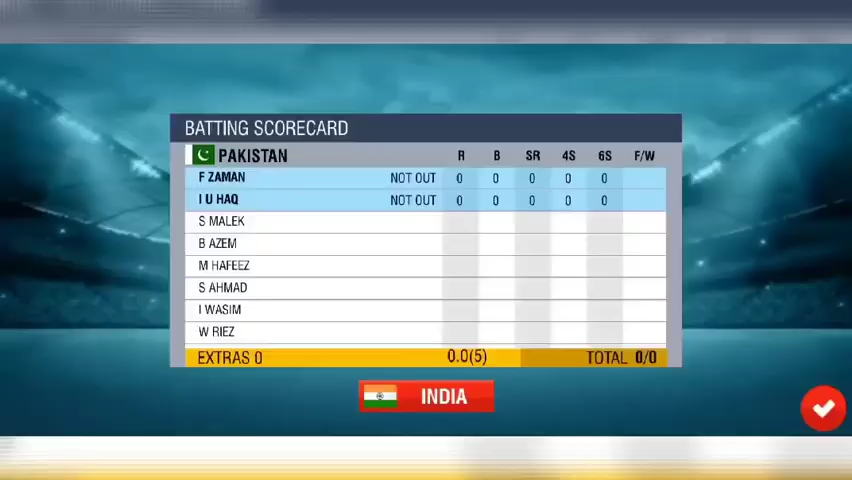 BATTING SCORECARD
PAKISTAN R B SR 4S 6S F/W
F ZAMAN NOT OUT 0 0 0 0 0
I U HAQ NOT OUT 0 0 0 0 0
S MALEK
B AZEM
M HAFEEZ
S AHMAD
I WASIM
W RIEZ
EXTRAS 0 0.0(5) TOTAL 0/0
INDIA